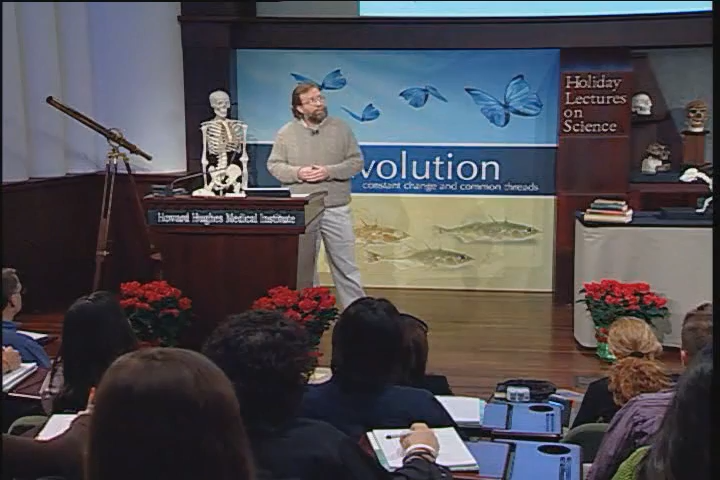 Holiday
Lectures
on
Science
volution
constant change and common threads
Howard Hughes Medical Institute